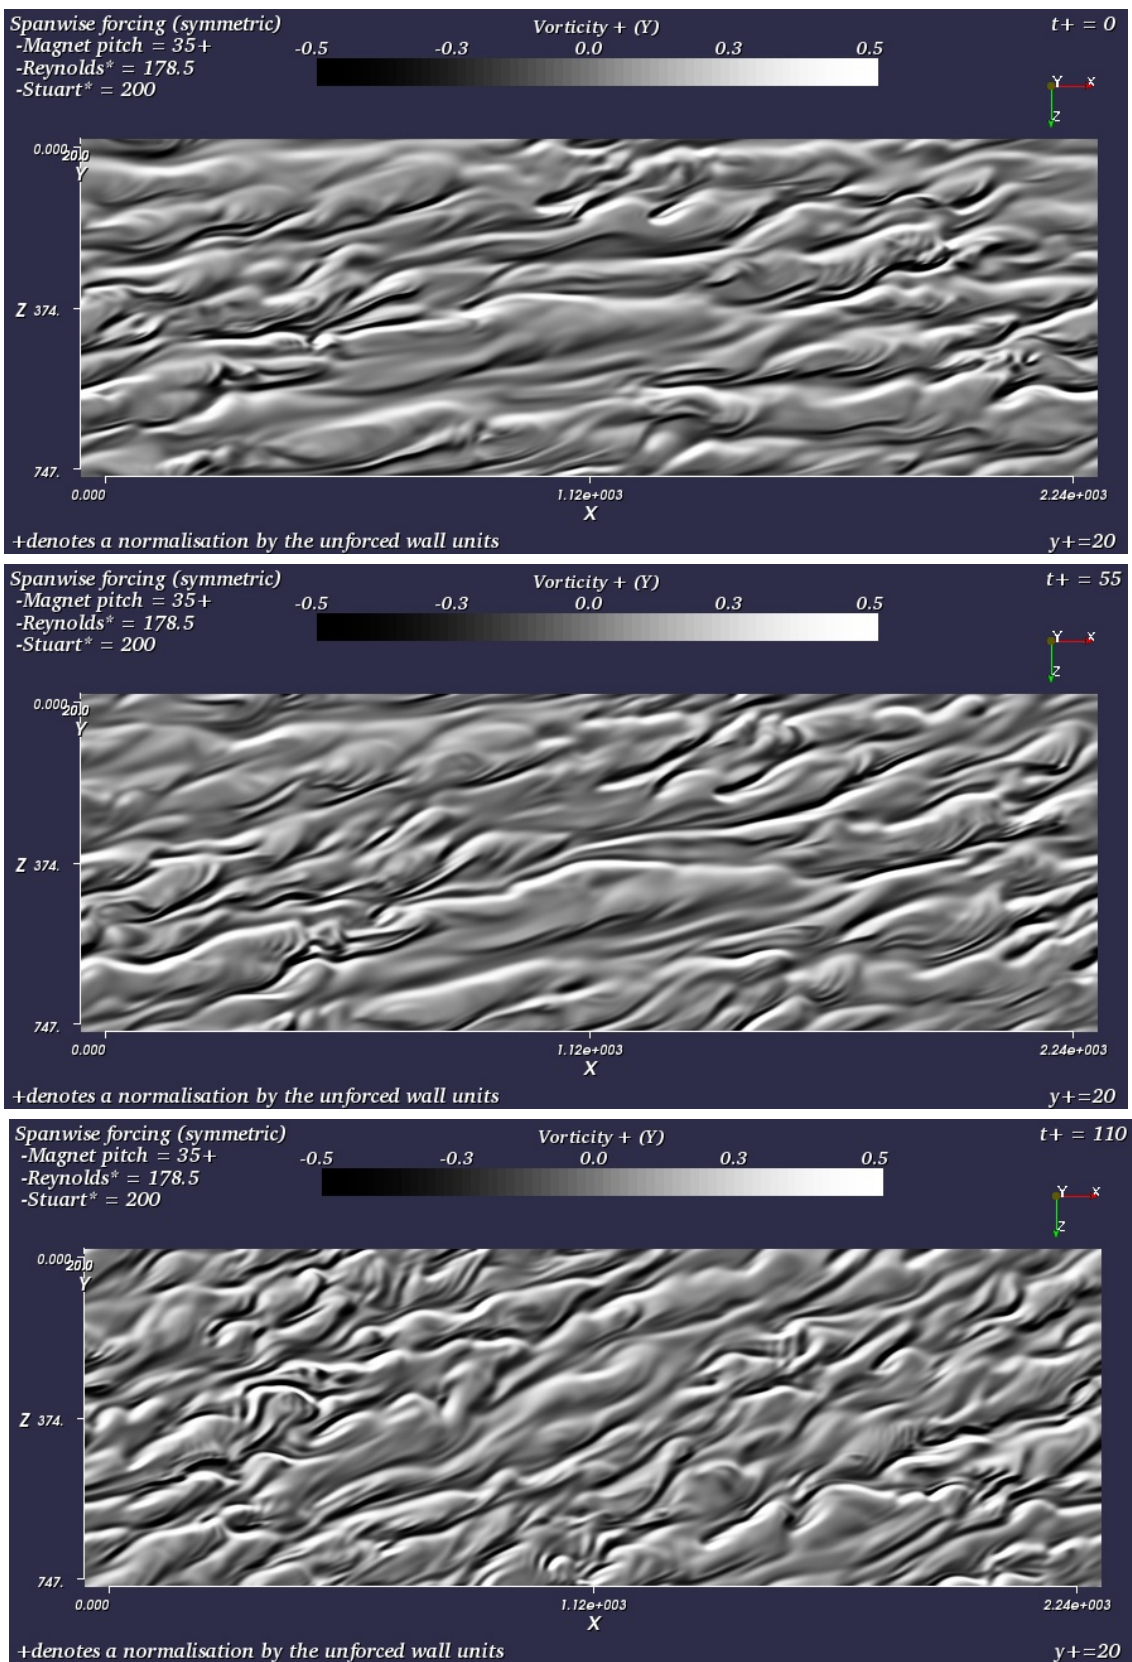 Spanwise forcing (symmetric)
-Magnet pitch = 35+
-Reynolds* = 178.5
-Stuart* = 200
Vorticity + (Y)
-0.5 -0.3 0.0 0.3 0.5
t+ = 0
Y X
Z
0.000
20.0
Y
Z 374.
747.
0.000 1.12e+003 2.24e+003
X
+denotes a normalisation by the unforced wall units
y+=20
Spanwise forcing (symmetric)
-Magnet pitch = 35+
-Reynolds* = 178.5
-Stuart* = 200
Vorticity + (Y)
-0.5 -0.3 0.0 0.3 0.5
t+ = 55
Y X
Z
0.000
20.0
Y
Z 374.
747.
0.000 1.12e+003 2.24e+003
X
+denotes a normalisation by the unforced wall units
y+=20
Spanwise forcing (symmetric)
-Magnet pitch = 35+
-Reynolds* = 178.5
-Stuart* = 200
Vorticity + (Y)
-0.5 -0.3 0.0 0.3 0.5
t+ = 110
Y X
Z
0.000
20.0
Y
Z 374.
747.
0.000 1.12e+003 2.24e+003
X
+denotes a normalisation by the unforced wall units
y+=20